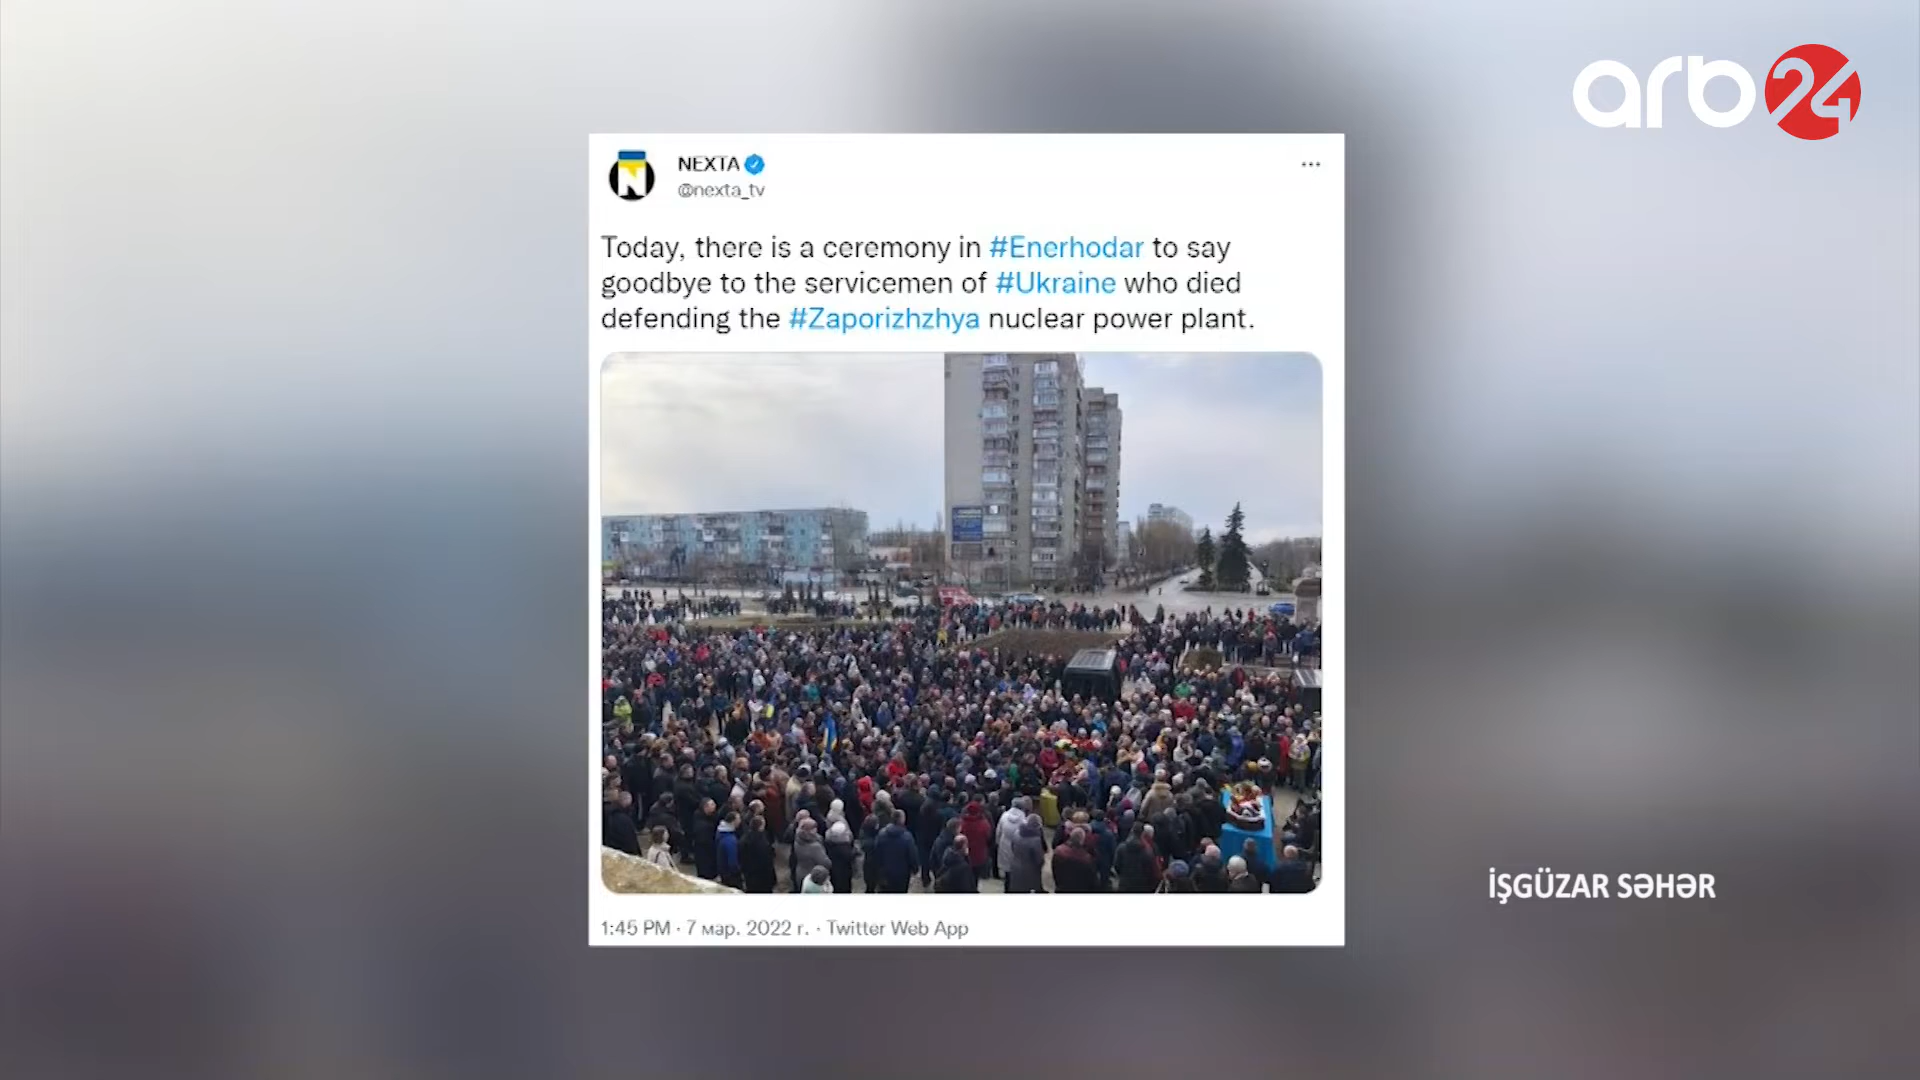 arb24
NEXTA
@nexta_tv
Today, there is a ceremony in #Enerhodar to say
goodbye to the servicemen of #Ukraine who died
defending the #Zaporizhzhya nuclear power plant.
İŞGÜZAR SƏHƏR
1:45 PM · 7 мар. 2022 г. · Twitter Web App